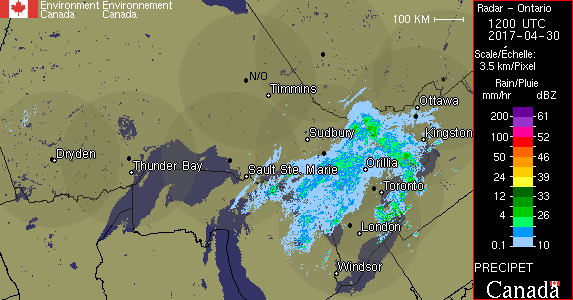 Environment Environnement
Canada Canada
100 KM
N/O
Timmins
Ottawa
Sudbury
Kingston
Dryden
Thunder Bay
Sault Ste. Marie
Orillia
Toronto
London
Windsor
Radar - Ontario
1200 UTC
2017-04-30
Scale/Échelle:
3.5 km/Pixel
Rain/Pluie
mm/hr dBZ
200 61
100 52
50 46
24 39
12 33
4 26
0.1 10
PRECIPET
Canada